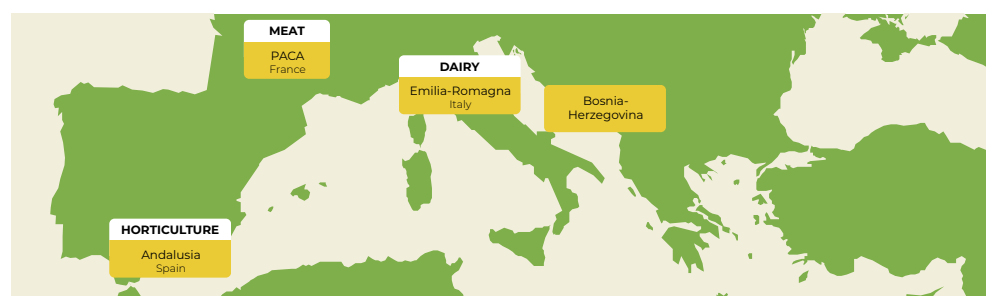 MEAT
PACA
France
DAIRY
Emilia-Romagna
Italy
Bosnia-
Herzegovina
HORTICULTURE
Andalusia
Spain